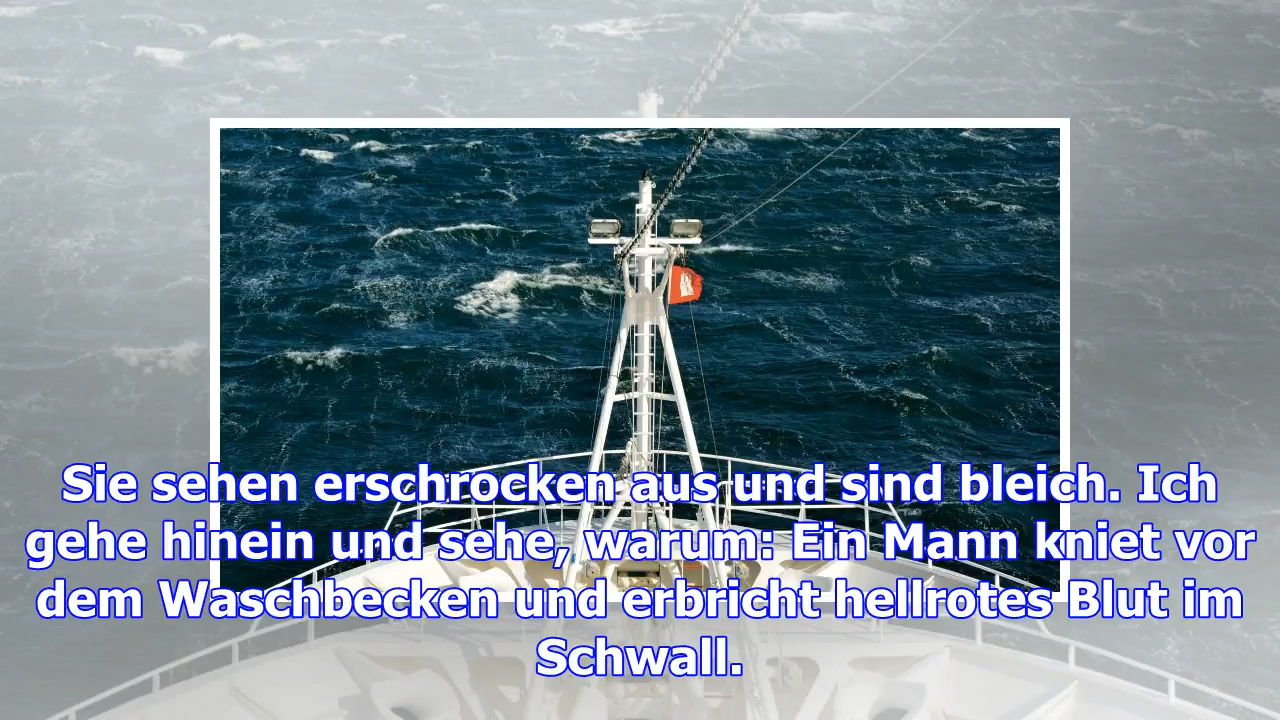 Sie sehen erschrocken aus und sind bleich. Ich
gehe hinein und sehe, warum: Ein Mann kniet vor
dem Waschbecken und erbricht hellrotes Blut im
Schwall.